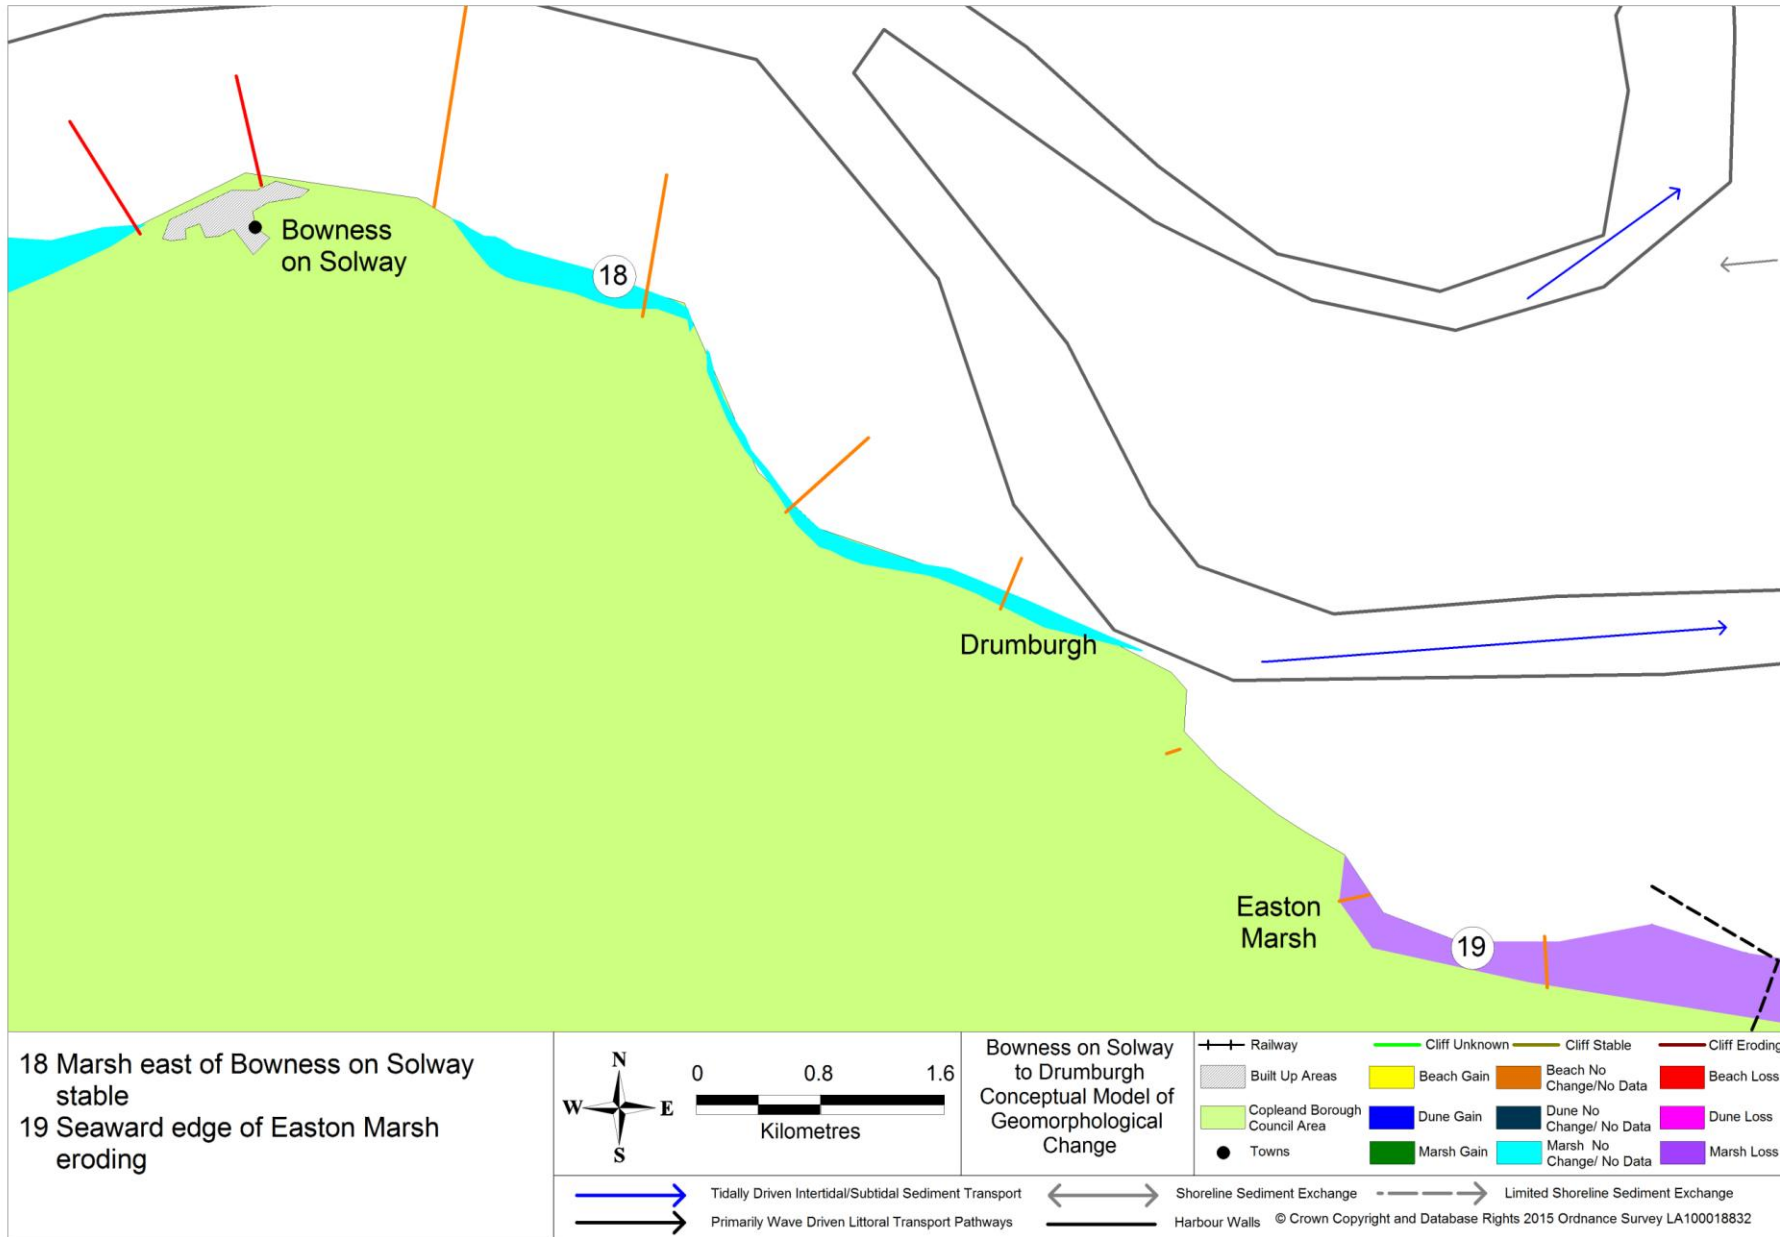 Bowness
on Solway
18
Drumburgh
Easton
Marsh
19
18 Marsh east of Bowness on Solway
stable
19 Seaward edge of Easton Marsh
eroding
N
W
E
S
0 0.8 1.6
Kilometres
Bowness on Solway
to Drumburgh
Conceptual Model of
Geomorphological
Change
Railway
Cliff Unknown
Cliff Stable
Cliff Eroding
Built Up Areas
Beach Gain
Beach No
Change/No Data
Beach Loss
Copleand Borough
Council Area
Dune Gain
Dune No
Change/ No Data
Dune Loss
Towns
Marsh Gain
Marsh No
Change/ No Data
Marsh Loss
Tidally Driven Intertidal/Subtidal Sediment Transport
Shoreline Sediment Exchange
Limited Shoreline Sediment Exchange
Primarily Wave Driven Littoral Transport Pathways
Harbour Walls
© Crown Copyright and Database Rights 2015 Ordnance Survey LA100018832